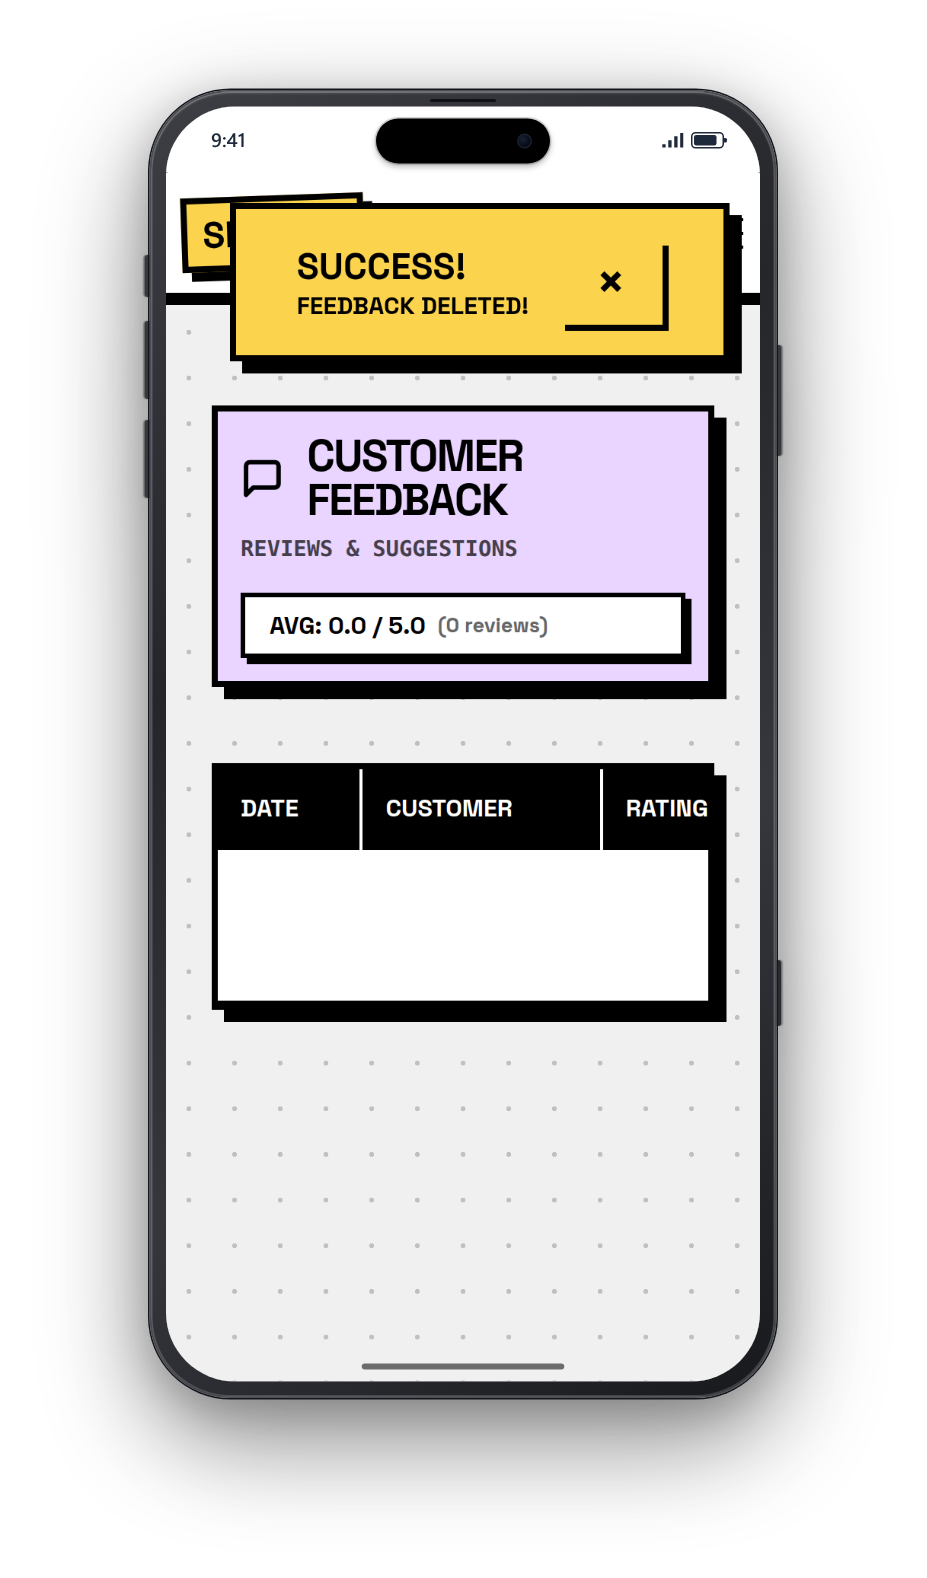 9:41
SUCCESS!
FEEDBACK DELETED!
×
CUSTOMER
FEEDBACK
REVIEWS & SUGGESTIONS
AVG: 0.0 / 5.0 (0 reviews)
DATE CUSTOMER RATING